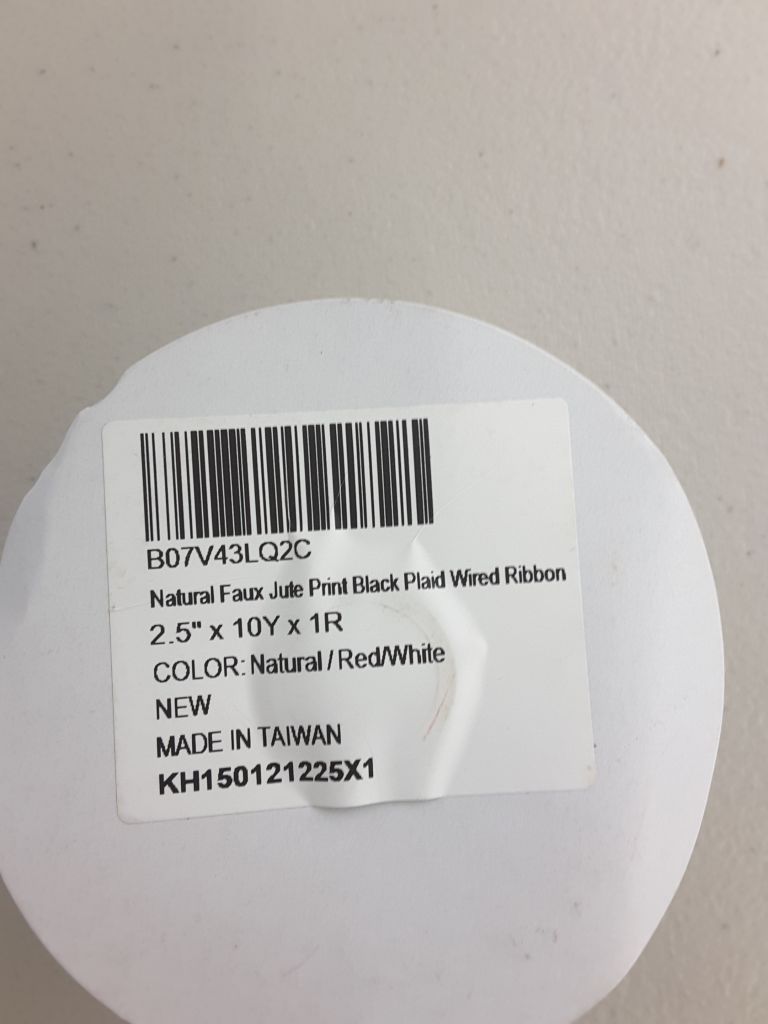 B07V43LQ2C
Natural Faux Jute Print Black Plaid Wired Ribbon
2.5" x 10Y x 1R
COLOR: Natural / Red/White
NEW
MADE IN TAIWAN
KH150121225X1